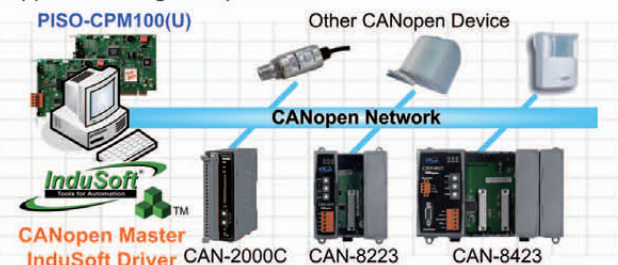 PISO-CPM100(U)
Other CANopen Device
CANopen Network
InduSoft
Tools for Automation
TM
CANopen Master
InduSoft Driver
CAN-2000C
CAN-8223
CAN-8423